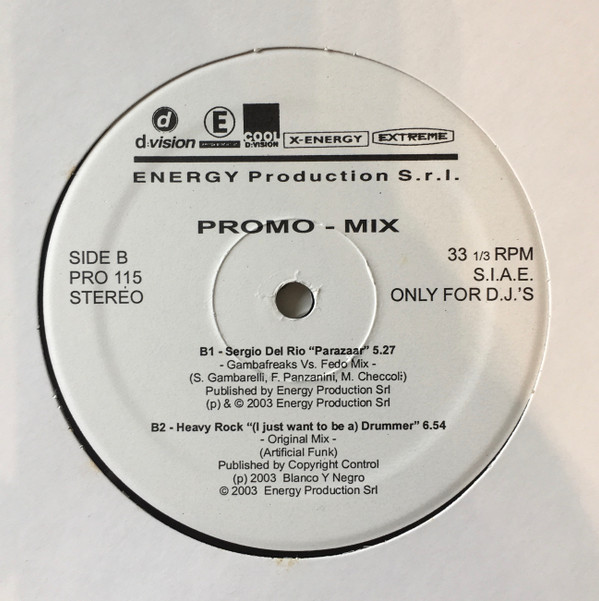 d
E
COOL
D:VISION
d:vision
X-ENERGY
EXTREME
ENERGY Production S.r.l.
PROMO - MIX
SIDE B
PRO 115
STEREO
33 1/3 RPM
S.I.A.E.
ONLY FOR D.J.'S
B1 - Sergio Del Rio "Parazaar" 5.27
- Gambafreaks Vs. Fedo Mix -
(S. Gambarelli, F. Panzanini, M. Checcoli)
Published by Energy Production Srl
(p) & © 2003 Energy Production Srl
B2 - Heavy Rock "(I just want to be a) Drummer" 6.54
- Original Mix -
(Artificial Funk)
Published by Copyright Control
(p) 2003 Blanco Y Negro
© 2003 Energy Production Srl